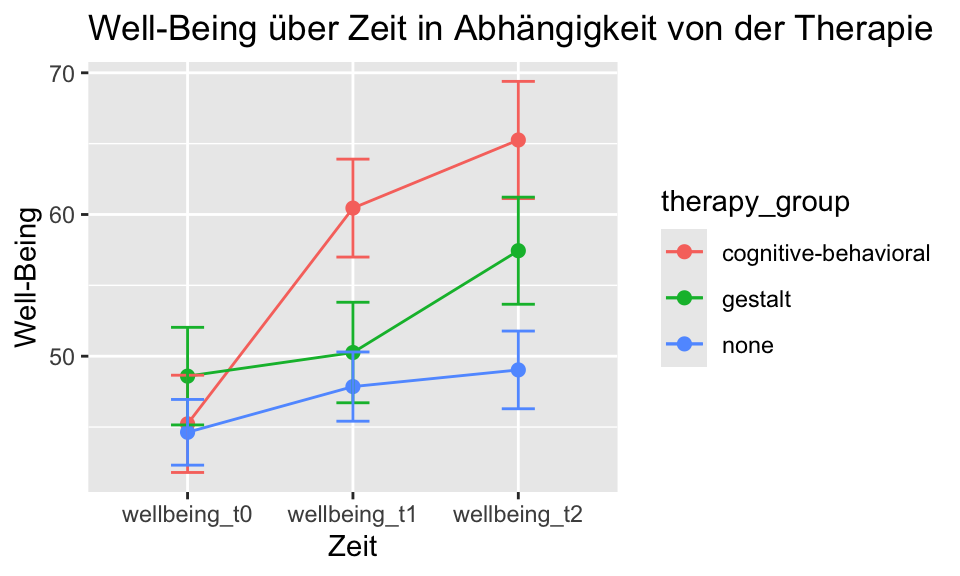 Well-Being über Zeit in Abhängigkeit von der Therapie
70
60
50
Well-Being
wellbeing_t0 wellbeing_t1 wellbeing_t2
Zeit
therapy_group
cognitive-behavioral
gestalt
none